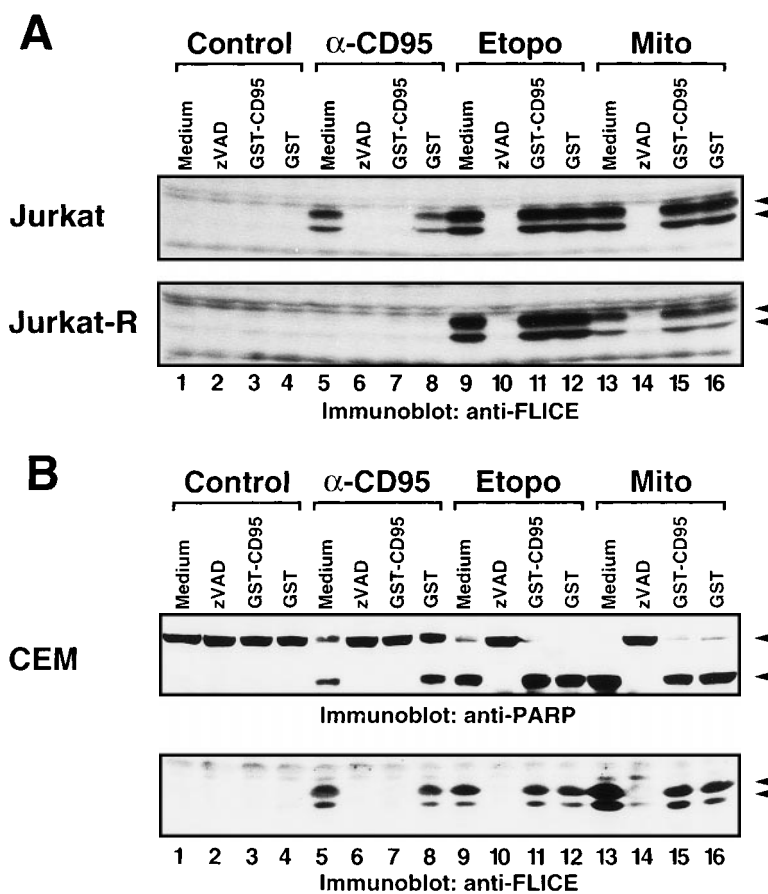 A
Control α-CD95 Etopo Mito
Medium zVAD GST-CD95 GST Medium zVAD GST-CD95 GST Medium zVAD GST-CD95 GST Medium zVAD GST-CD95 GST
Jurkat
Jurkat-R
1 2 3 4 5 6 7 8 9 10 11 12 13 14 15 16
Immunoblot: anti-FLICE
B
Control α-CD95 Etopo Mito
Medium zVAD GST-CD95 GST Medium zVAD GST-CD95 GST Medium zVAD GST-CD95 GST Medium zVAD GST-CD95 GST
CEM
Immunoblot: anti-PARP
1 2 3 4 5 6 7 8 9 10 11 12 13 14 15 16
Immunoblot: anti-FLICE